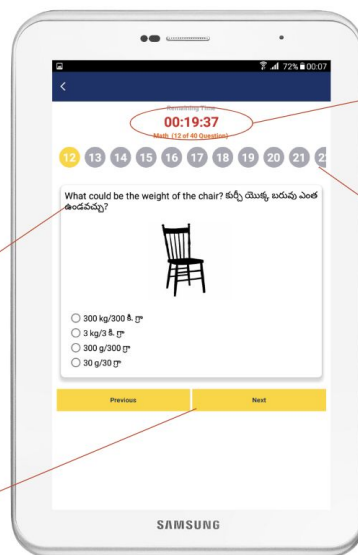 72% 00:07
Remaining Time
00:19:37
Math (12 of 40 Question)
12 13 14 15 16 17 18 19 20 21 2
What could be the weight of the chair? కుర్చీ యొక్క బరువు ఎంత
ఉండవచ్చు?
300 kg/300 కి. గ్రా
3 kg/3 కి. గ్రా
300 g/300 గ్రా
30 g/30 గ్రా
Previous Next
SAMSUNG